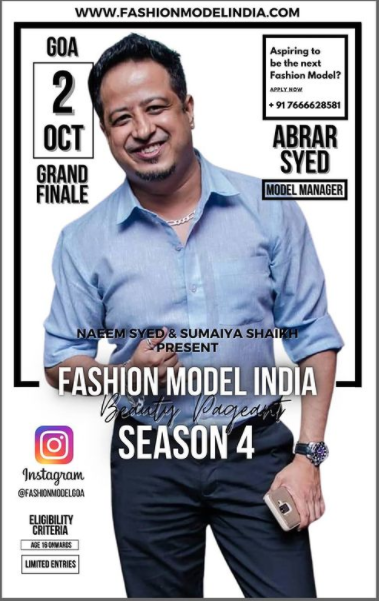 WWW.FASHIONMODELINDIA.COM
GOA
2
OCT
GRAND
FINALE
Aspiring to
be the next
Fashion Model?
APPLY NOW
+ 91 7666628581
ABRAR
SYED
MODEL MANAGER
NAEEM SYED & SUMAIYA SHAIKH
PRESENT
FASHION MODEL INDIA
Beauty Pageant
SEASON 4
Instagram
@FASHIONMODELGOA
ELIGIBILITY
CRITERIA
AGE 16 ONWARDS
LIMITED ENTRIES